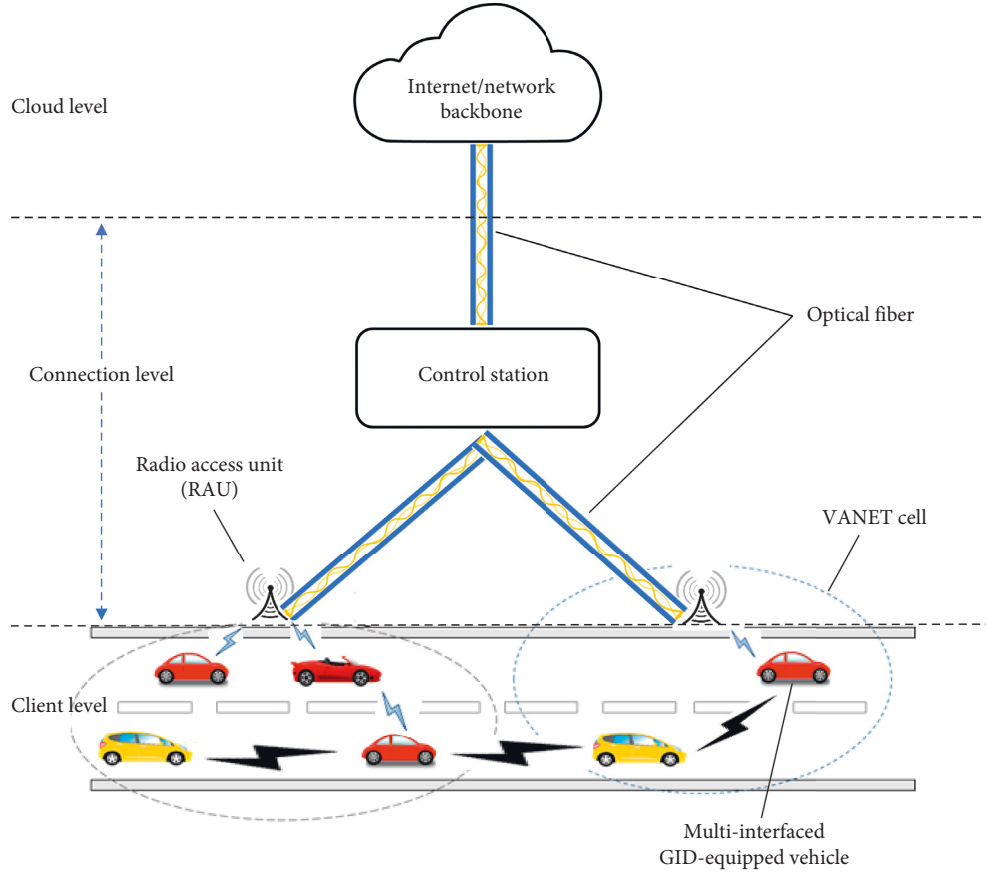 Internet/network
backbone
Cloud level
Optical fiber
Connection level
Control station
Radio access unit
(RAU)
VANET cell
Client level
Multi-interfaced
GID-equipped vehicle